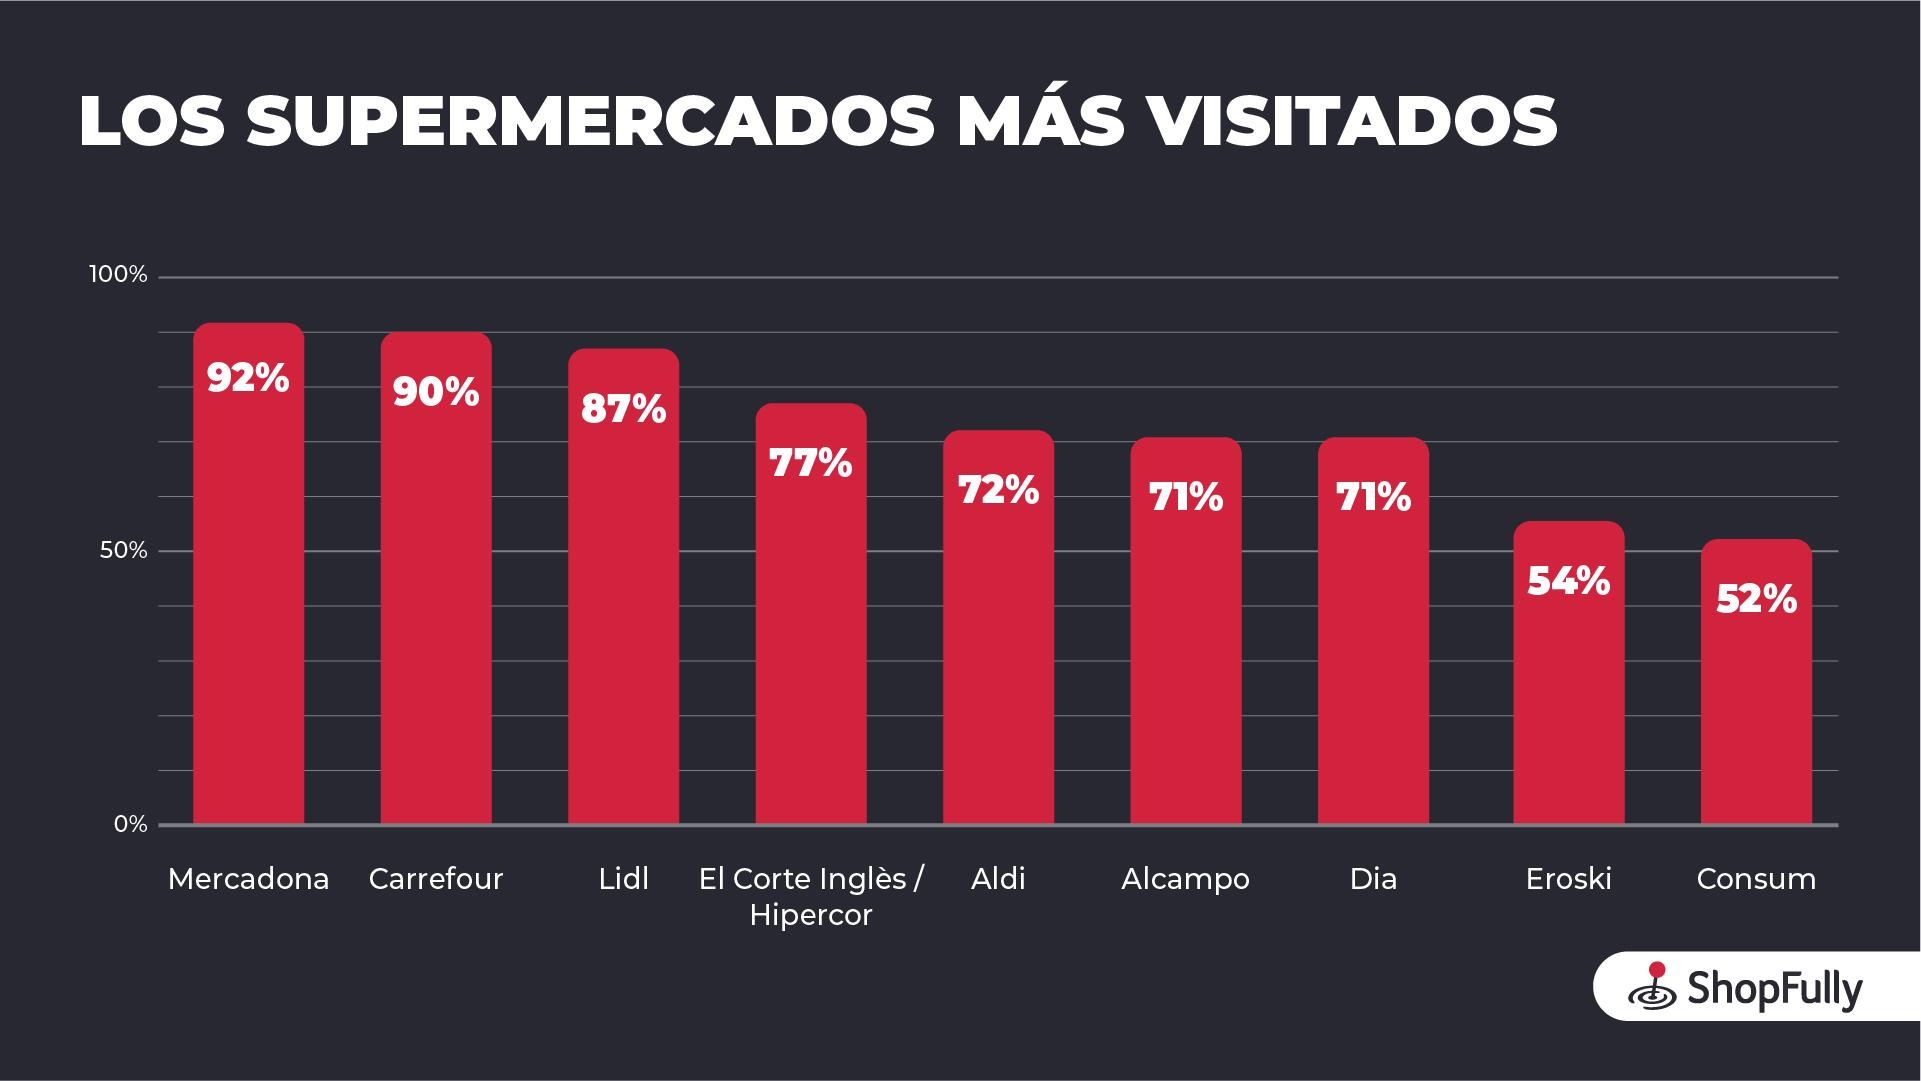 LOS SUPERMERCADOS MÁS VISITADOS
100%
50%
0%
92%
90%
87%
77%
72%
71%
71%
54%
52%
Mercadona
Carrefour
Lidl
El Corte Inglès /
Hipercor
Aldi
Alcampo
Dia
Eroski
Consum
ShopFully